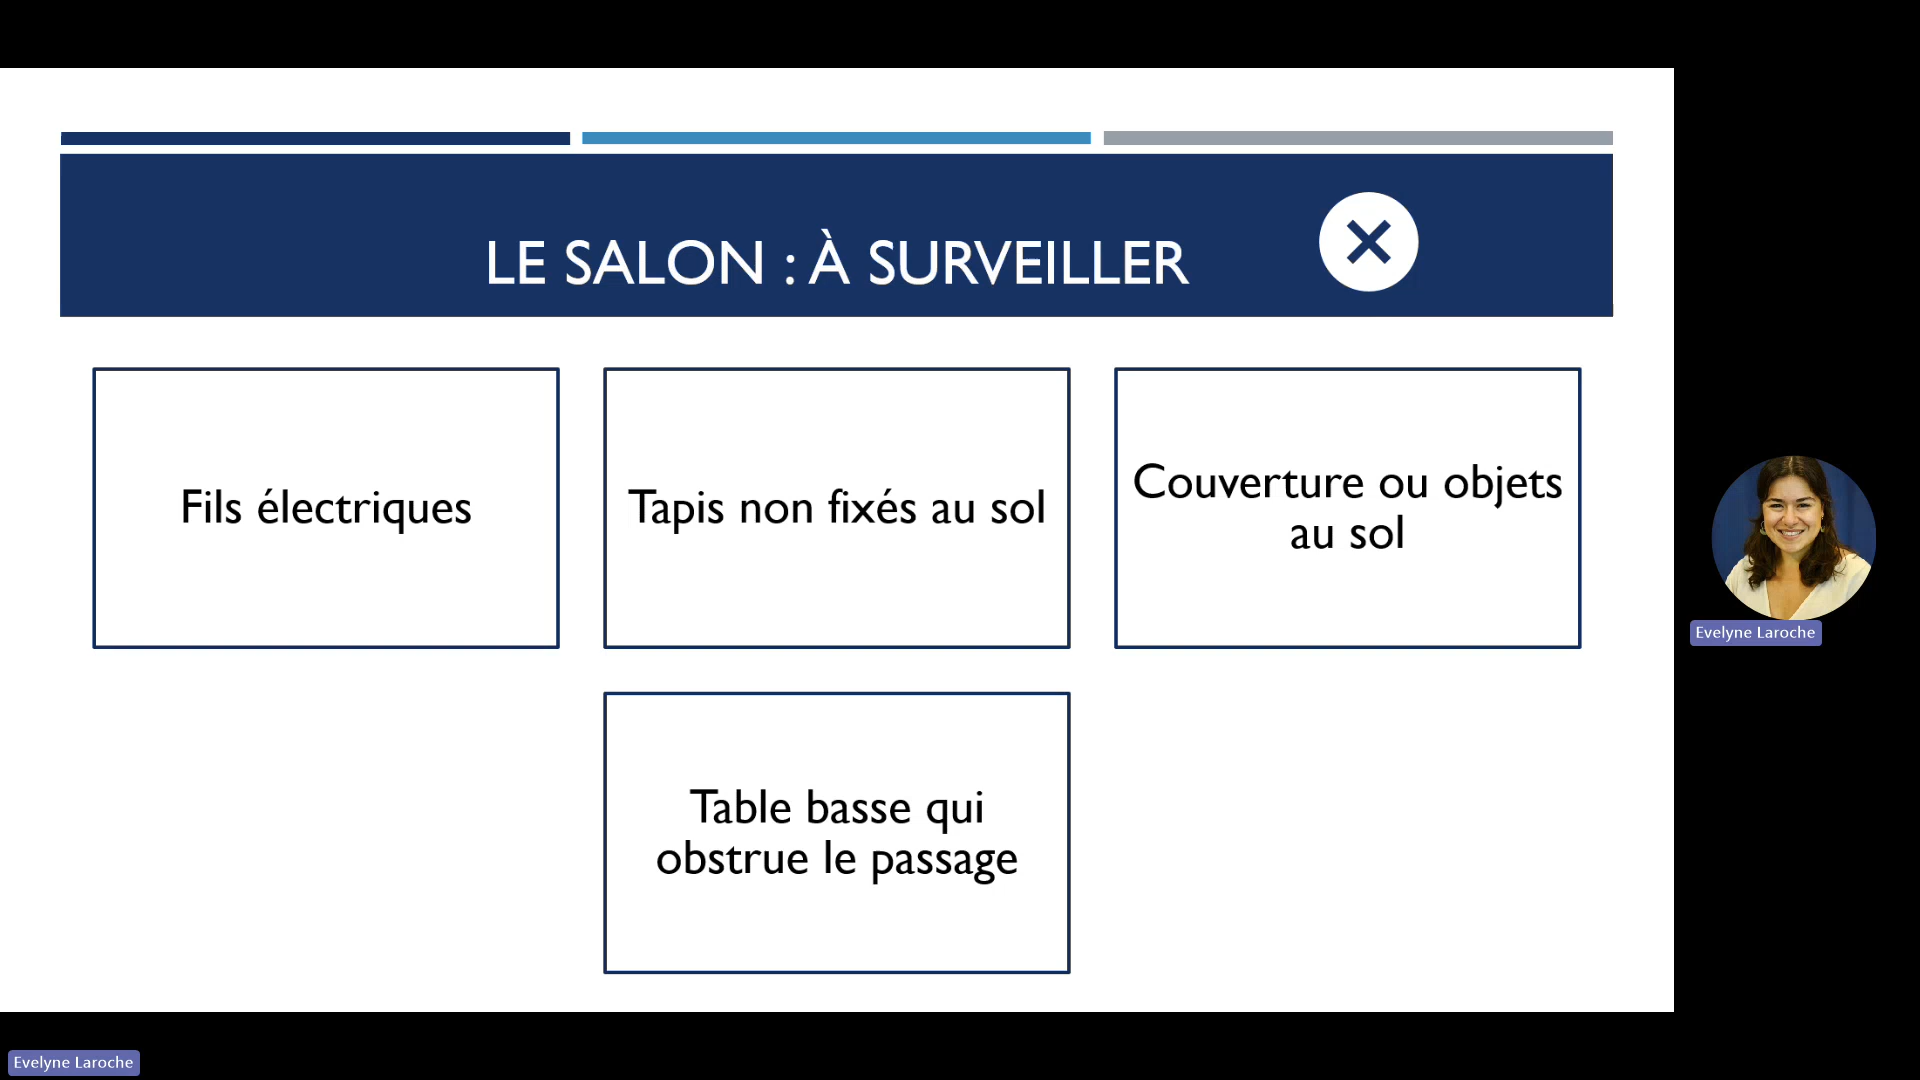 LE SALON : À SURVEILLER
Fils électriques
Tapis non fixés au sol
Couverture ou objets
au sol
Table basse qui
obstrue le passage
Evelyne Laroche
Evelyne Laroche